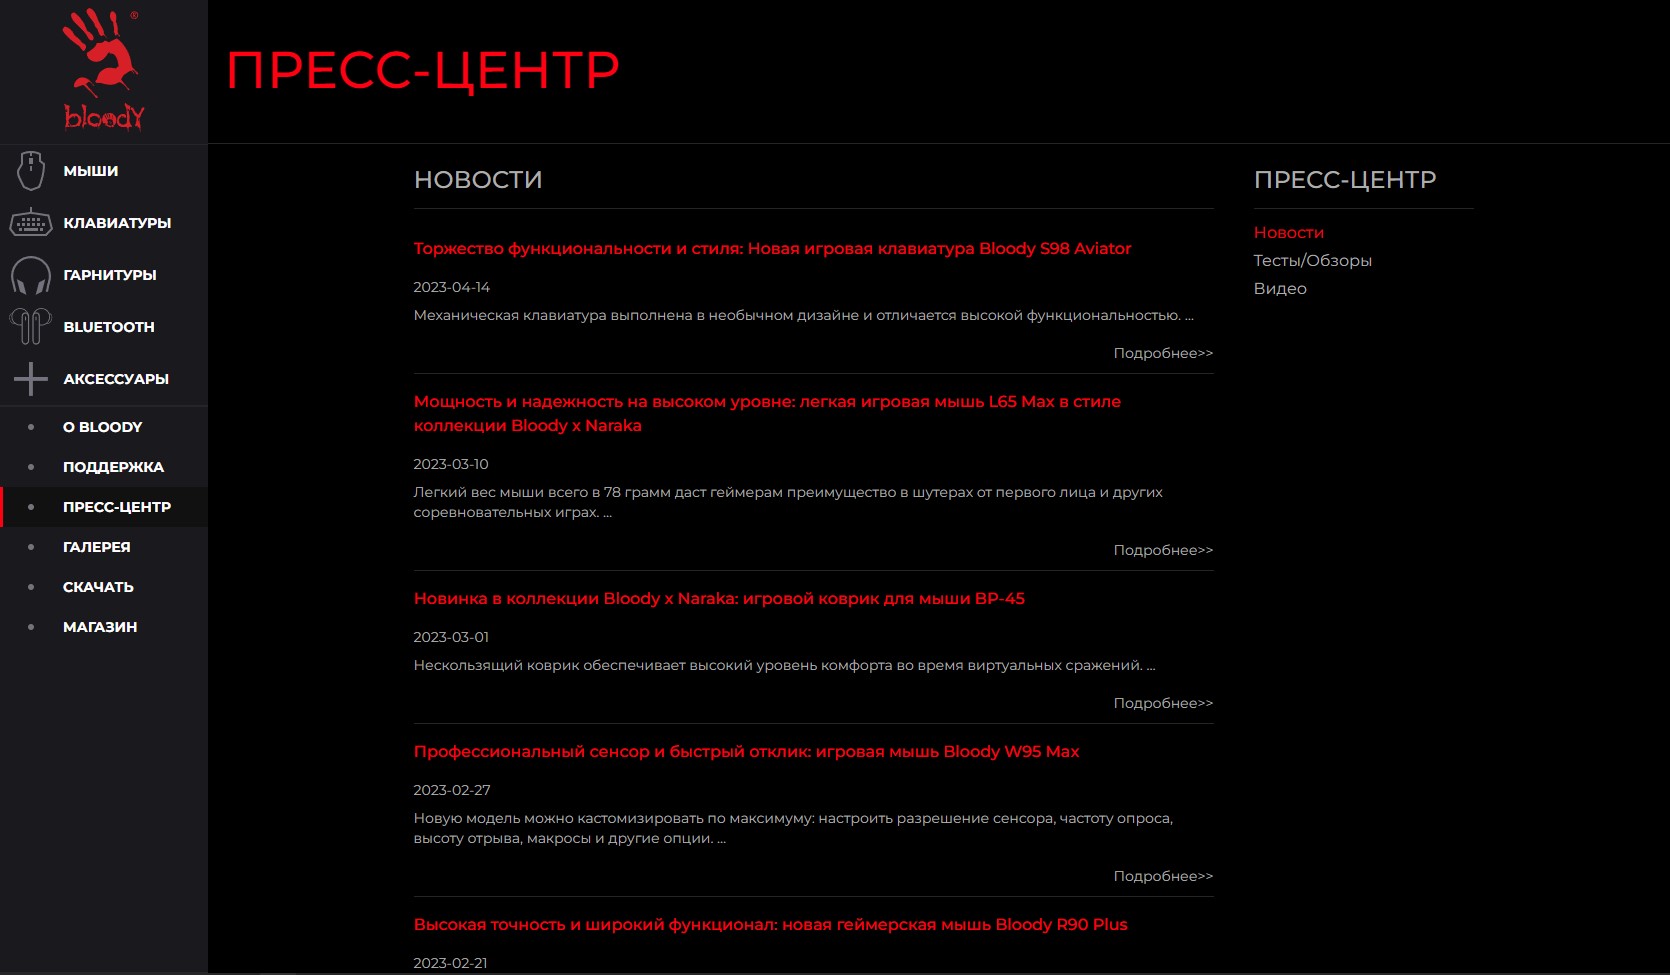 ®
bloody
МЫШИ
КЛАВИАТУРЫ
ГАРНИТУРЫ
BLUETOOTH
АКСЕССУАРЫ
О BLOODY
ПОДДЕРЖКА
ПРЕСС-ЦЕНТР
ГАЛЕРЕЯ
СКАЧАТЬ
МАГАЗИН
ПРЕСС-ЦЕНТР
НОВОСТИ
Торжество функциональности и стиля: Новая игровая клавиатура Bloody S98 Aviator
2023-04-14
Механическая клавиатура выполнена в необычном дизайне и отличается высокой функциональностью. ...
Подробнее>>
Мощность и надежность на высоком уровне: легкая игровая мышь L65 Max в стиле
коллекции Bloody x Naraka
2023-03-10
Легкий вес мыши всего в 78 грамм даст геймерам преимущество в шутерах от первого лица и других
соревновательных играх. ...
Подробнее>>
Новинка в коллекции Bloody x Naraka: игровой коврик для мыши BP-45
2023-03-01
Нескользящий коврик обеспечивает высокий уровень комфорта во время виртуальных сражений. ...
Подробнее>>
Профессиональный сенсор и быстрый отклик: игровая мышь Bloody W95 Max
2023-02-27
Новую модель можно кастомизировать по максимуму: настроить разрешение сенсора, частоту опроса,
высоту отрыва, макросы и другие опции. ...
Подробнее>>
Высокая точность и широкий функционал: новая геймерская мышь Bloody R90 Plus
2023-02-21
ПРЕСС-ЦЕНТР
Новости
Тесты/Обзоры
Видео